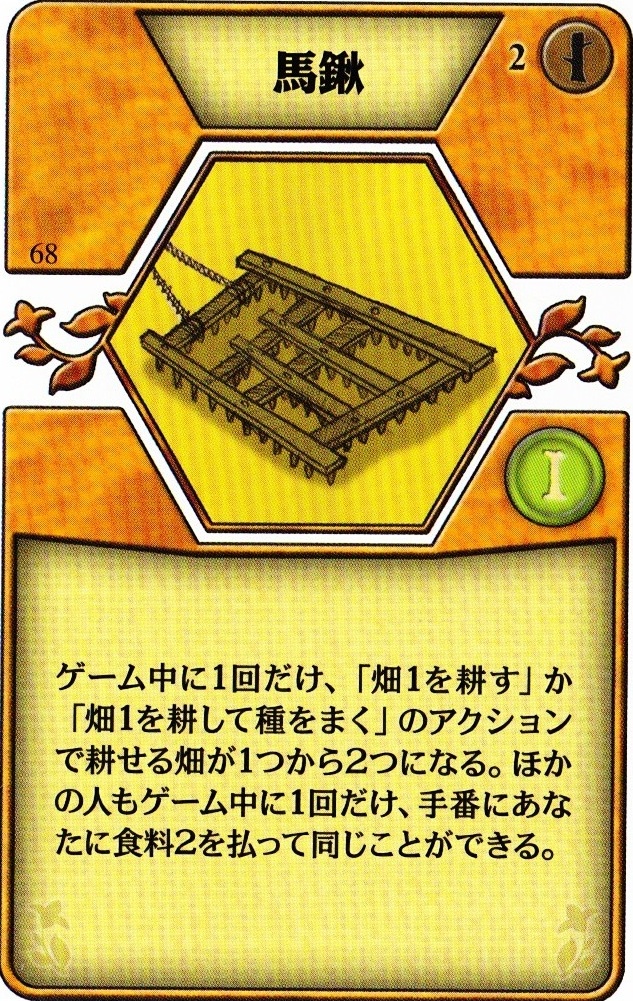 馬鍬
2
68
I
ゲーム中に1回だけ、「畑1を耕す」か
「畑1を耕して種をまく」のアクション
で耕せる畑が1つから2つになる。ほか
の人もゲーム中に1回だけ、手番にあな
たに食料2を払って同じことができる。